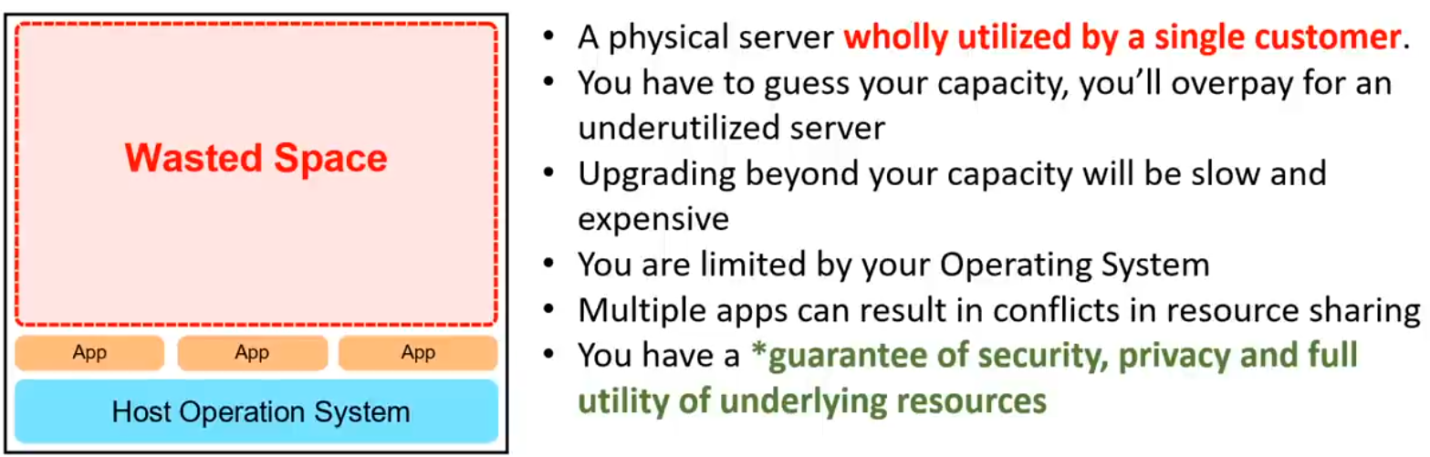 Wasted Space
App
App
App
Host Operation System
• A physical server wholly utilized by a single customer.
• You have to guess your capacity, you’ll overpay for an
underutilized server
• Upgrading beyond your capacity will be slow and
expensive
• You are limited by your Operating System
• Multiple apps can result in conflicts in resource sharing
• You have a *guarantee of security, privacy and full
utility of underlying resources